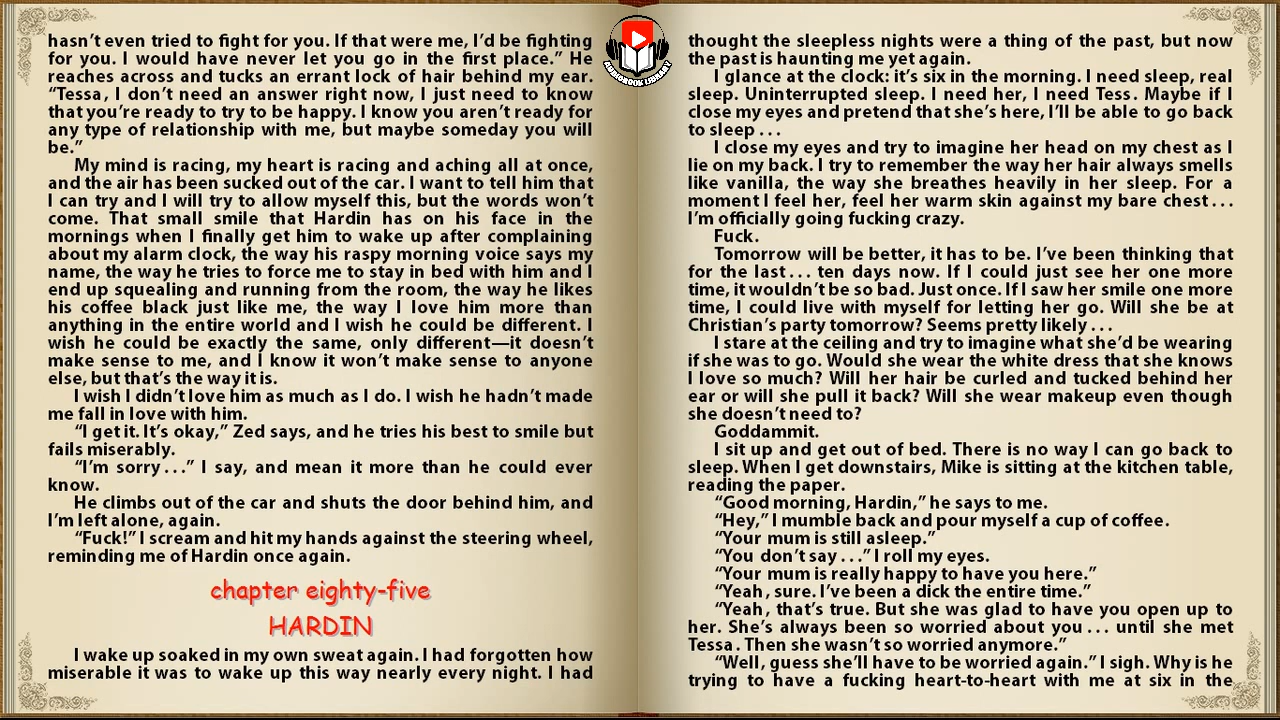 hasn't even tried to fight for you. If that were me, I'd be fighting
for you. I would have never let you go in the first place.” He
reaches across and tucks an errant lock of hair behind my ear.
“Tessa, I don't need an answer right now, I just need to know
that you're ready to try to be happy. I know you aren't ready for
any type of relationship with me, but maybe someday you will
be.”
My mind is racing, my heart is racing and aching all at once,
and the air has been sucked out of the car. I want to tell him that
I can try and I will try to allow myself this, but the words won't
come. That small smile that Hardin has on his face in the
mornings when I finally get him to wake up after complaining
about my alarm clock, the way his raspy morning voice says my
name, the way he tries to force me to stay in bed with him and I
end up squealing and running from the room, the way he likes
his coffee black just like me, the way I love him more than
anything in the entire world and I wish he could be different. I
wish he could be exactly the same, only different—it doesn't
make sense to me, and I know it won't make sense to anyone
else, but that's the way it is.
I wish I didn't love him as much as I do. I wish he hadn't made
me fall in love with him.
“I get it. It's okay,” Zed says, and he tries his best to smile but
fails miserably.
“I'm sorry . . .” I say, and mean it more than he could ever
know.
He climbs out of the car and shuts the door behind him, and
I'm left alone, again.
“Fuck!” I scream and hit my hands against the steering wheel,
reminding me of Hardin once again.
chapter eighty-five
HARDIN
I wake up soaked in my own sweat again. I had forgotten how
miserable it was to wake up this way nearly every night. I had
AUDIOBOOK LIBRARY
thought the sleepless nights were a thing of the past, but now
the past is haunting me yet again.
I glance at the clock: it's six in the morning. I need sleep, real
sleep. Uninterrupted sleep. I need her, I need Tess. Maybe if I
close my eyes and pretend that she's here, I'll be able to go back
to sleep . . .
I close my eyes and try to imagine her head on my chest as I
lie on my back. I try to remember the way her hair always smells
like vanilla, the way she breathes heavily in her sleep. For a
moment I feel her, feel her warm skin against my bare chest . . .
I'm officially going fucking crazy.
Fuck.
Tomorrow will be better, it has to be. I've been thinking that
for the last . . . ten days now. If I could just see her one more
time, it wouldn't be so bad. Just once. If I saw her smile one more
time, I could live with myself for letting her go. Will she be at
Christian's party tomorrow? Seems pretty likely . . .
I stare at the ceiling and try to imagine what she'd be wearing
if she was to go. Would she wear the white dress that she knows
I love so much? Will her hair be curled and tucked behind her
ear or will she pull it back? Will she wear makeup even though
she doesn't need to?
Goddammit.
I sit up and get out of bed. There is no way I can go back to
sleep. When I get downstairs, Mike is sitting at the kitchen table,
reading the paper.
“Good morning, Hardin,” he says to me.
“Hey,” I mumble back and pour myself a cup of coffee.
“Your mum is still asleep.”
“You don't say . . .” I roll my eyes.
“Your mum is really happy to have you here.”
“Yeah, sure. I've been a dick the entire time.”
“Yeah, that's true. But she was glad to have you open up to
her. She's always been so worried about you . . . until she met
Tessa. Then she wasn't so worried anymore.”
“Well, guess she'll have to be worried again.” I sigh. Why is he
trying to have a fucking heart-to-heart with me at six in the